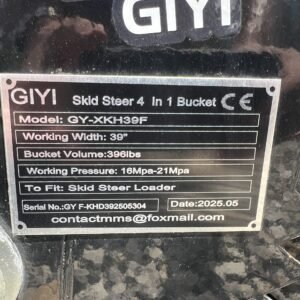 GIYI
GIYI Skid Steer 4 In 1 Bucket CE
Model: GY-XKH39F
Working Width: 39"
Bucket Volume:396lbs
Working Pressure: 16Mpa-21Mpa
To Fit: Skid Steer Loader
Serial No.:GY F-KHD392505304 Date:2025.05
contactmms@foxmail.com